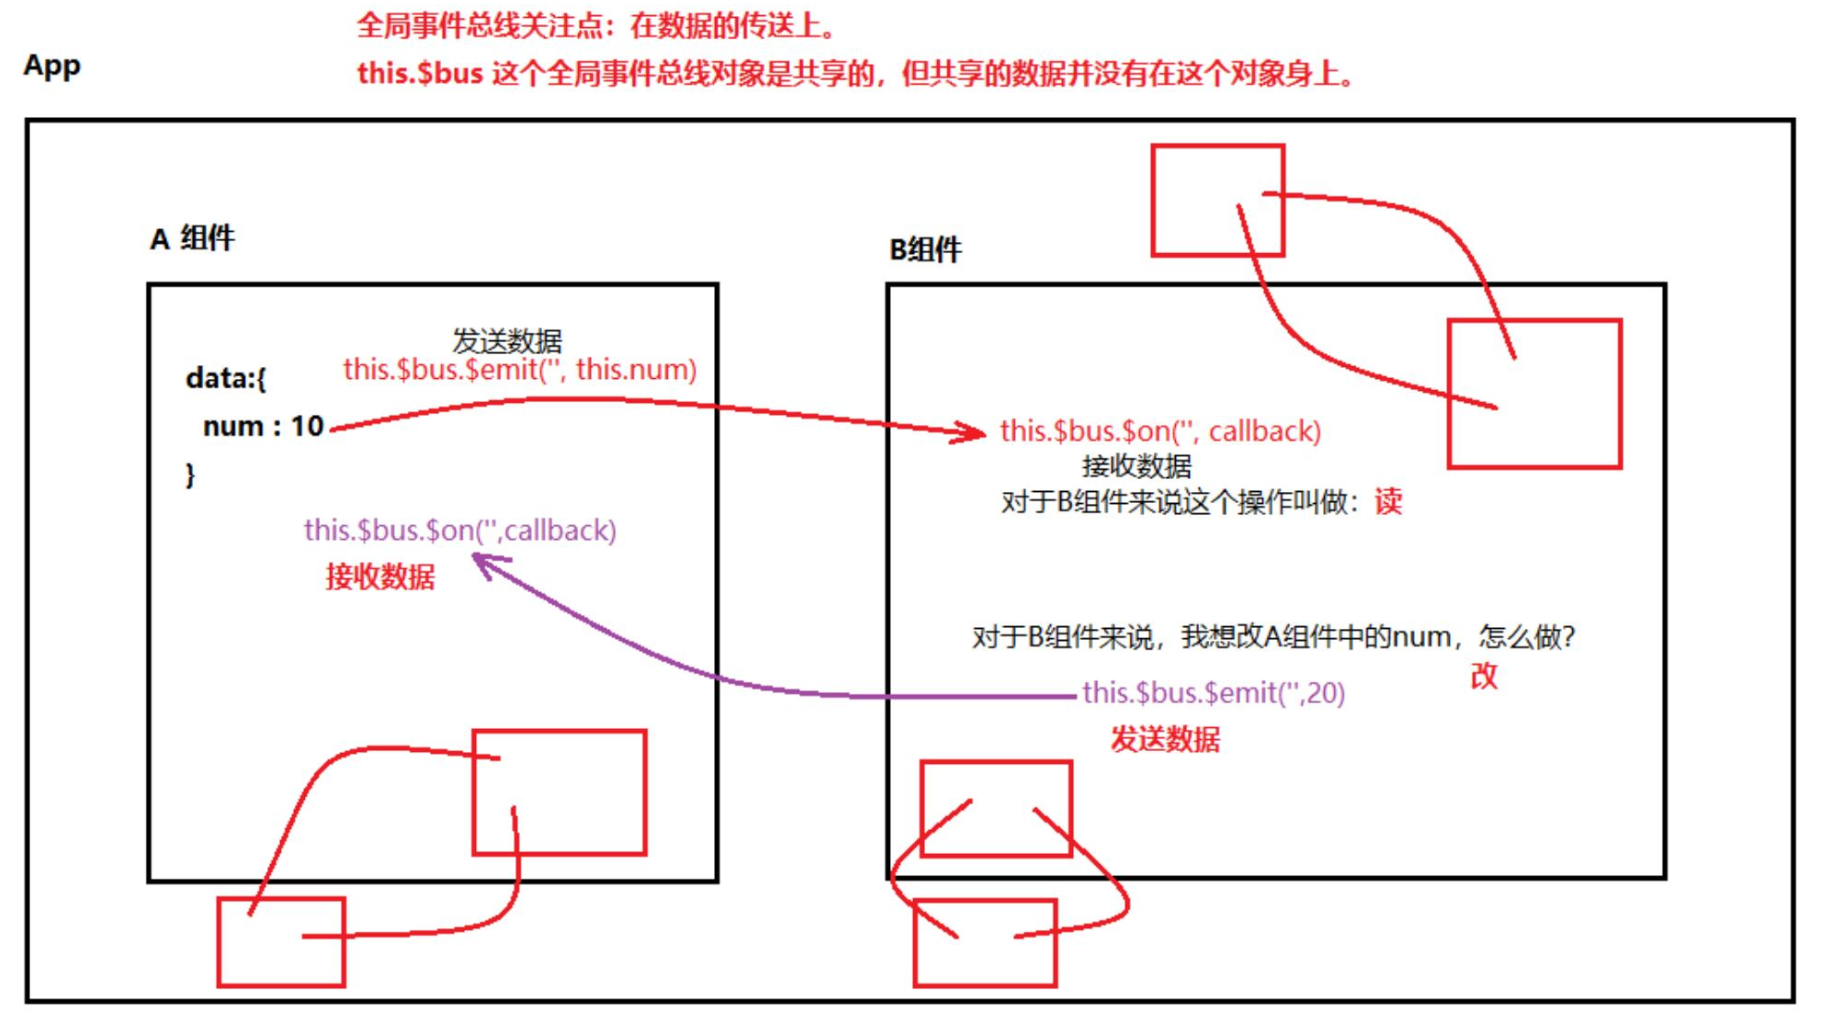 全局事件总线关注点：在数据的传送上。
this.$bus 这个全局事件总线对象是共享的，但共享的数据并没有在这个对象身上。
App
A 组件
data:{
num : 10
}
发送数据
this.$bus.$emit('', this.num)
this.$bus.$on('',callback)
接收数据
B组件
this.$bus.$on('', callback)
接收数据
对于B组件来说这个操作叫做：读
对于B组件来说，我想改A组件中的num，怎么做？
改
this.$bus.$emit('',20)
发送数据